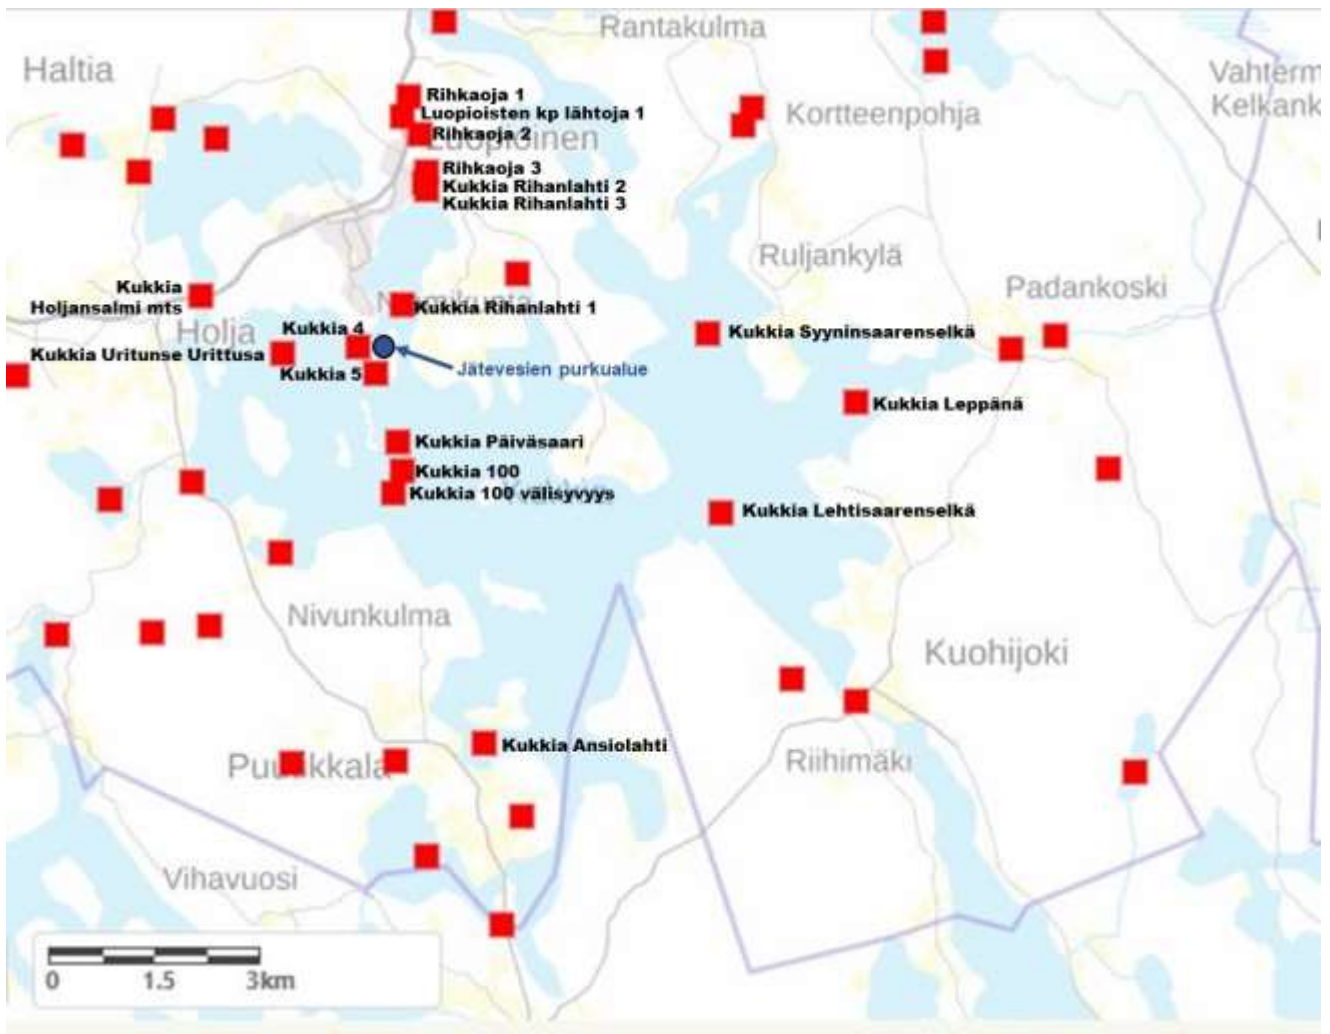 Rantakulma
Haltia
Vahterm
Kelkank
Rihkaoja 1
Luopioisten kp lähtoja 1
Kortteenpohja
Rihkaoja 2
Luopioinen
Rihkaoja 3
Kukkia Rihanlahti 2
Kukkia Rihanlahti 3
Ruljankylä
Kukkia
Holjansalmi mts
Padankoski
Kukkia Rihanlahti 1
Holja
Kukkia 4
Kukkia Syyninsaarenselkä
Kukkia Uritunse Urittusa
Jätevesien purkualue
Kukkia 5
Kukkia Leppänä
Kukkia Päiväsaari
Kukkia 100
Kukkia 100 välisyvyys
Kukkia Lehtisaarenselkä
Nivunkulma
Kuohijoki
Kukkia Ansiolahti
Riihimäki
Vihavuosi
0 1.5 3km